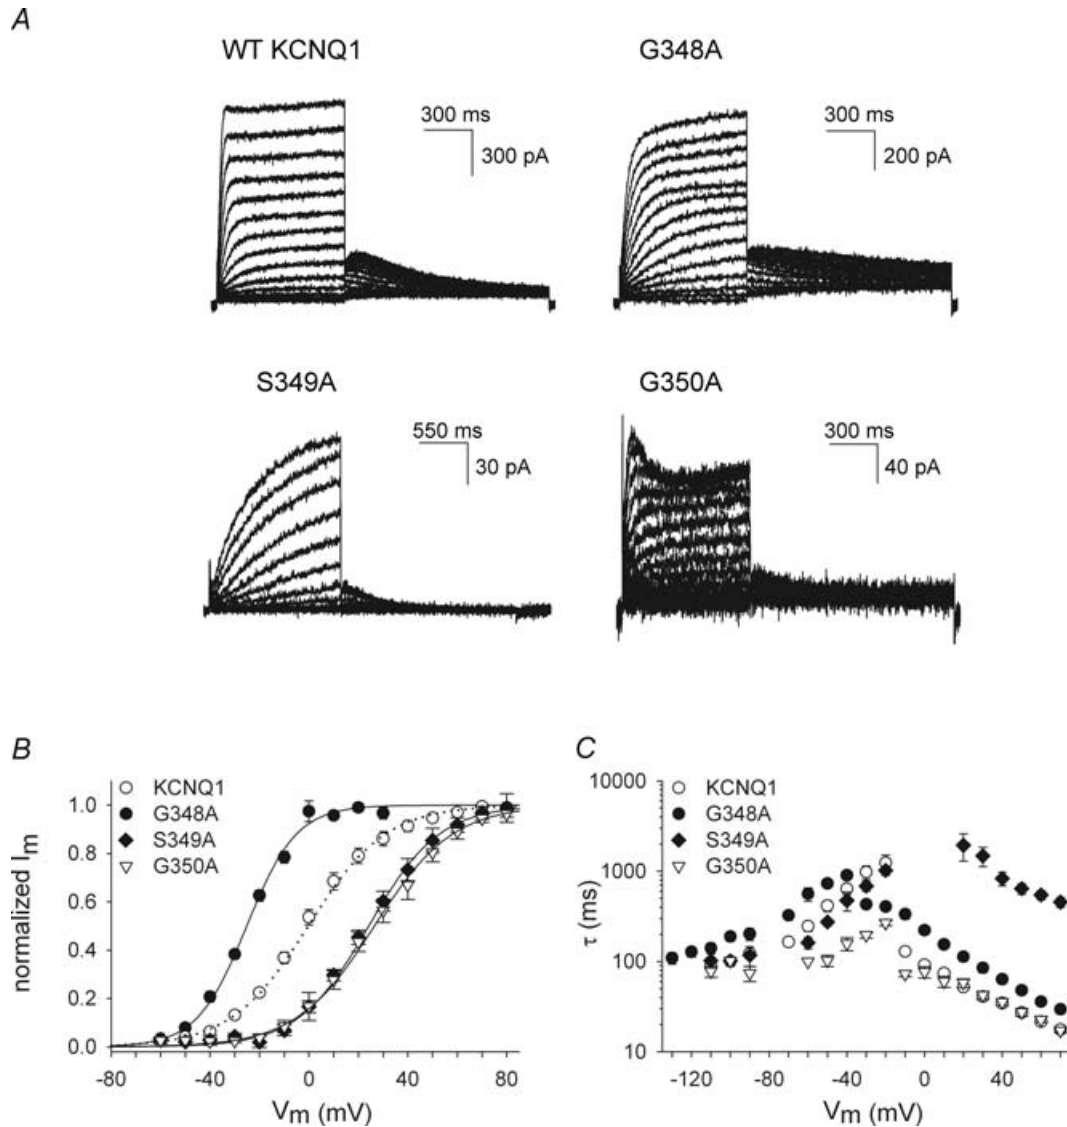 A
WT KCNQ1
G348A
300 ms
300 pA
300 ms
200 pA
S349A
G350A
550 ms
30 pA
300 ms
40 pA
B
C
KCNQ1
G348A
S349A
G350A
normalized Im
1.0
0.8
0.6
0.4
0.2
0.0
-80
-40
0
40
80
Vm (mV)
KCNQ1
G348A
S349A
G350A
τ (ms)
10000
1000
100
10
-120
-80
-40
0
40
Vm (mV)